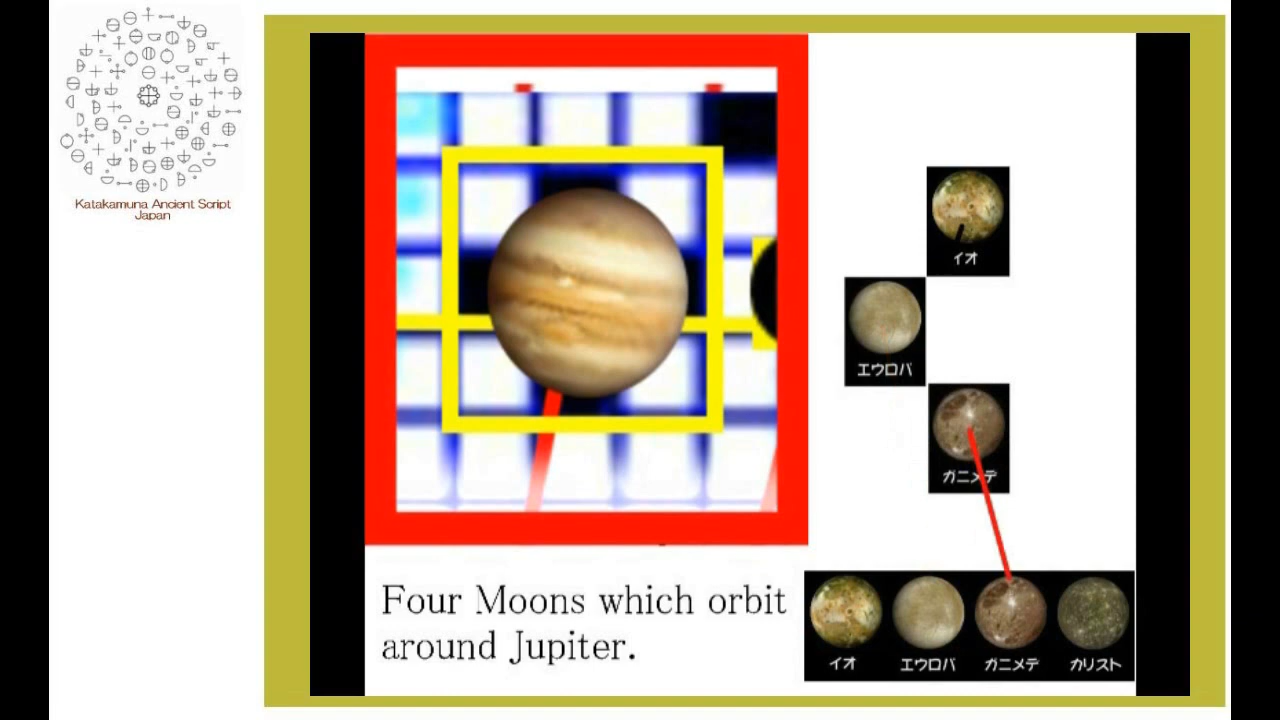 Katakamuna Ancient Script
Japan
イオ
エウロパ
ガニメデ
Four Moons which orbit
around Jupiter.
イオ エウロパ ガニメデ カリスト